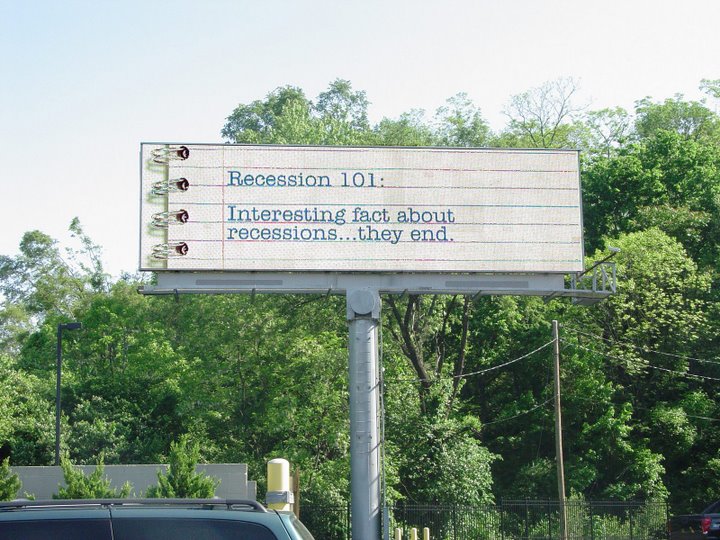 Recession 101:
Interesting fact about
recessions...they end.